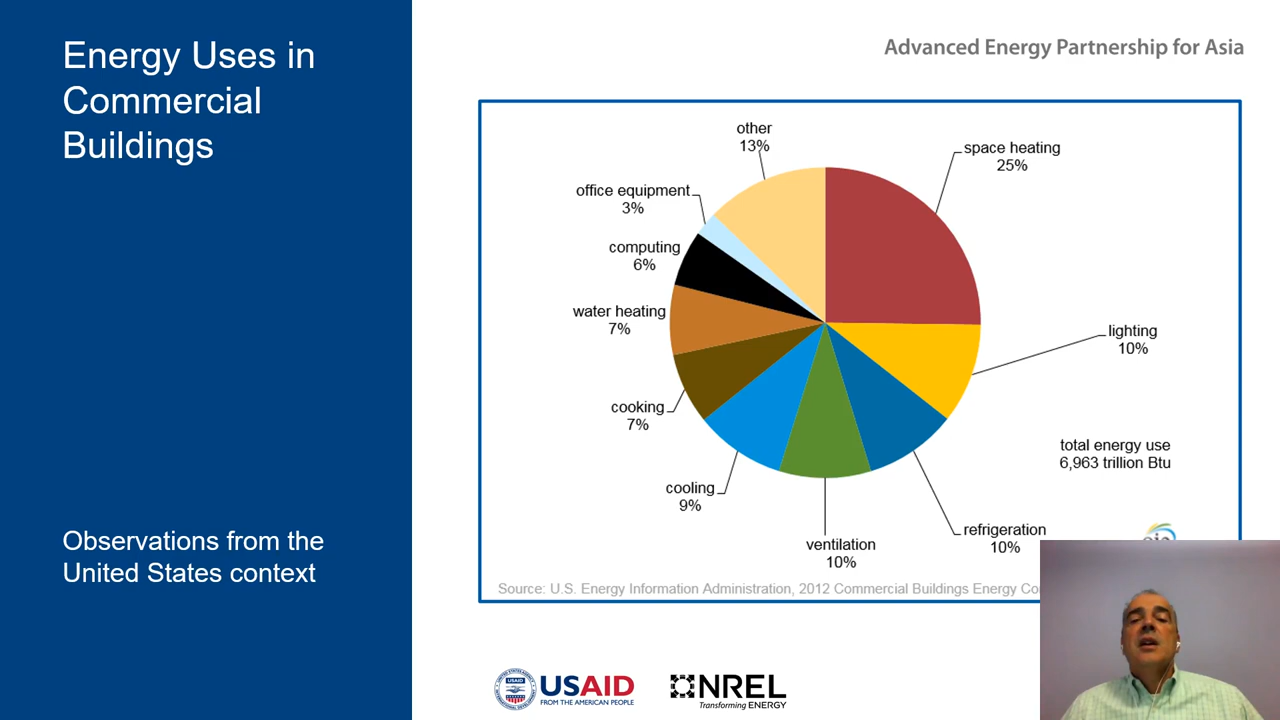 Energy Uses in
Commercial
Buildings
Observations from the
United States context
Advanced Energy Partnership for Asia
other
13%
space heating
25%
office equipment
3%
computing
6%
water heating
7%
lighting
10%
cooking
7%
total energy use
6,963 trillion Btu
cooling
9%
refrigeration
10%
ventilation
10%
Source: U.S. Energy Information Administration, 2012 Commercial Buildings Energy
USAID
FROM THE AMERICAN PEOPLE
NREL
Transforming ENERGY